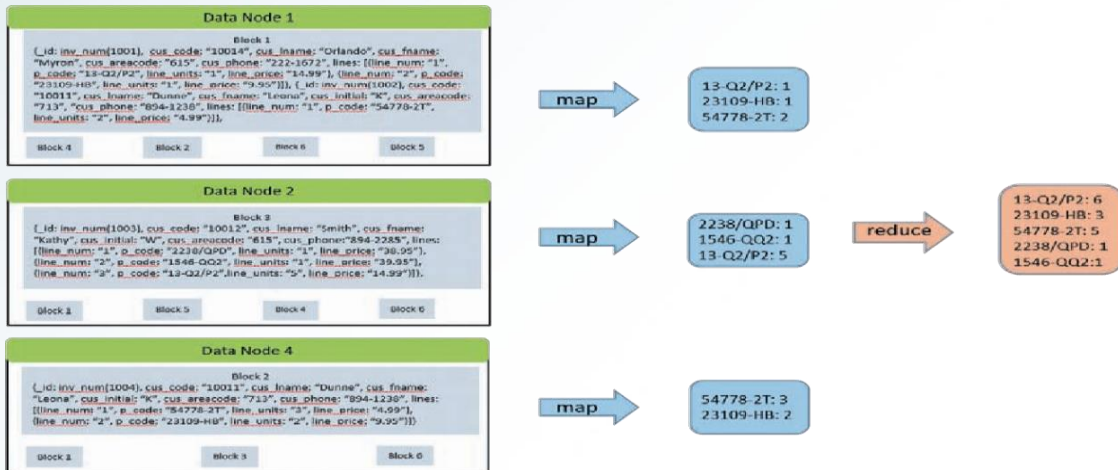 Data Node 1
Block 1
{_id: inv_num(1001), cus_code: "10014", cus_lname: "Orlando", cus_fname:
"Myron", cus_areacode: "615", cus_phone: "222-1672", lines: [{line_num: "1",
p_code: "13-Q2/P2", line_units: "1", line_price: "14.99"}, {line_num: "2", p_code:
"23109-HB", line_units: "1", line_price: "9.95"}]}, {_id: inv_num(1002), cus_code:
"10011", cus_lname: "Dunne", cus_fname: "Leona", cus_initial: "K", cus_areacode:
"713", "cus_phone: "894-1238", lines: [{line_num: "1", p_code: "54778-2T",
line_units: "2", line_price: "4.99"}]},
Block 4
Block 2
Block 6
Block 5
map
13-Q2/P2: 1
23109-HB: 1
54778-2T: 2
Data Node 2
Block 3
{_id: inv_num(1003), cus_code: "10012", cus_lname: "Smith", cus_fname:
"Kathy", cus_initial: "W", cus_areacode: "615", cus_phone:"894-2285", lines:
[{line_num: "1", p_code: "2238/QPD", line_units: "1", line_price: "38.95"},
{line_num: "2", p_code: "1546-QQ2", line_units: "1", line_price: "39.95"},
{line_num: "3", p_code: "13-Q2/P2",line_units: "5", line_price: "14.99"}]},
Block 1
Block 5
Block 4
Block 6
map
2238/QPD: 1
1546-QQ2: 1
13-Q2/P2: 5
reduce
13-Q2/P2: 6
23109-HB: 3
54778-2T: 5
2238/QPD: 1
1546-QQ2:1
Data Node 4
Block 2
{_id: inv_num(1004), cus_code: "10011", cus_lname: "Dunne", cus_fname:
"Leona", cus_initial: "K", cus_areacode: "713", cus_phone: "894-1238", lines:
[{line_num: "1", p_code: "54778-2T", line_units: "3", line_price: "4.99"},
{line_num: "2", p_code: "23109-HB", line_units: "2", line_price: "9.95"}]}
Block 1
Block 3
Block 6
map
54778-2T: 3
23109-HB: 2